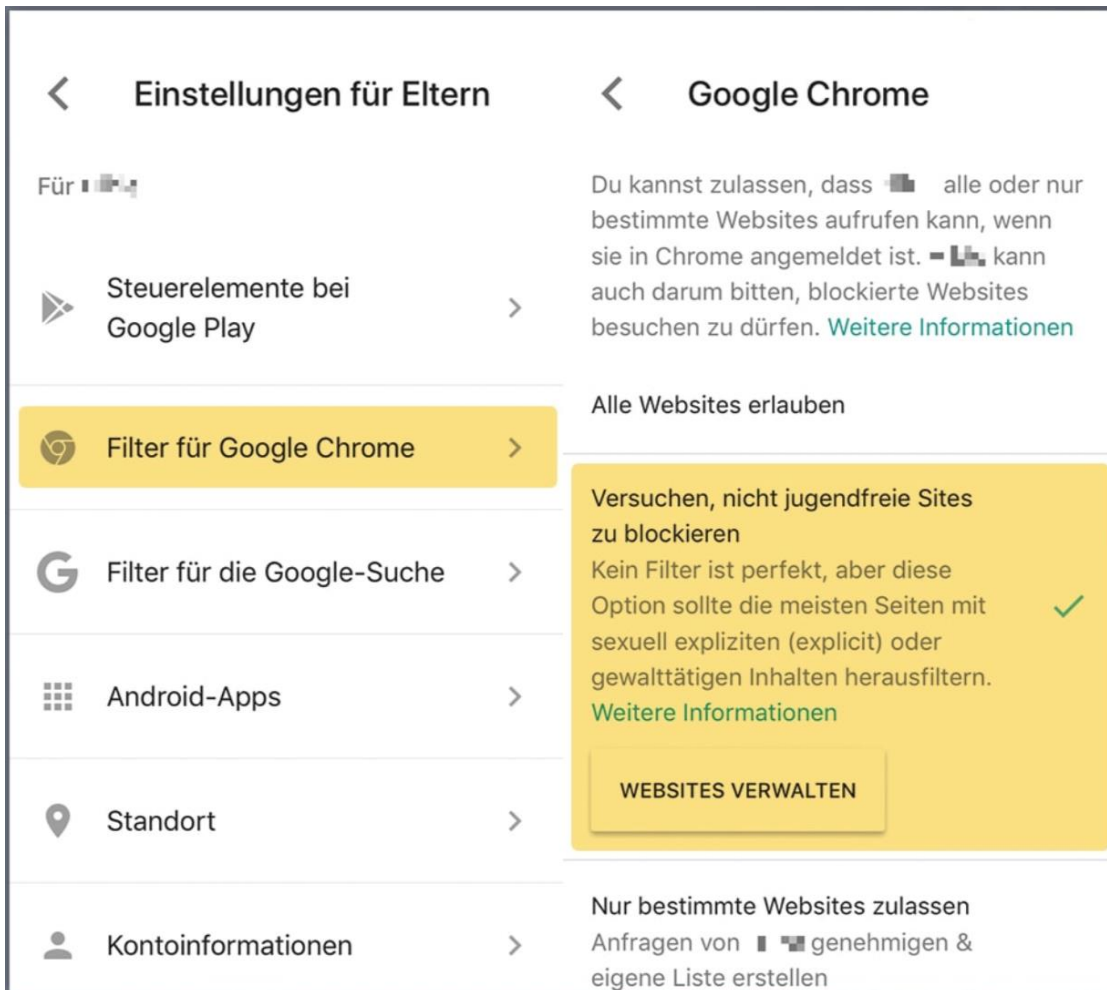 Einstellungen für Eltern
Für
Steuerelemente bei
Google Play
Filter für Google Chrome
Filter für die Google-Suche
Android-Apps
Standort
Kontoinformationen
Google Chrome
Du kannst zulassen, dass alle oder nur
bestimmte Websites aufrufen kann, wenn
sie in Chrome angemeldet ist. kann
auch darum bitten, blockierte Websites
besuchen zu dürfen. Weitere Informationen
Alle Websites erlauben
Versuchen, nicht jugendfreie Sites
zu blockieren
Kein Filter ist perfekt, aber diese
Option sollte die meisten Seiten mit
sexuell expliziten (explicit) oder
gewalttätigen Inhalten herausfiltern.
Weitere Informationen
WEBSITES VERWALTEN
Nur bestimmte Websites zulassen
Anfragen von genehmigen &
eigene Liste erstellen